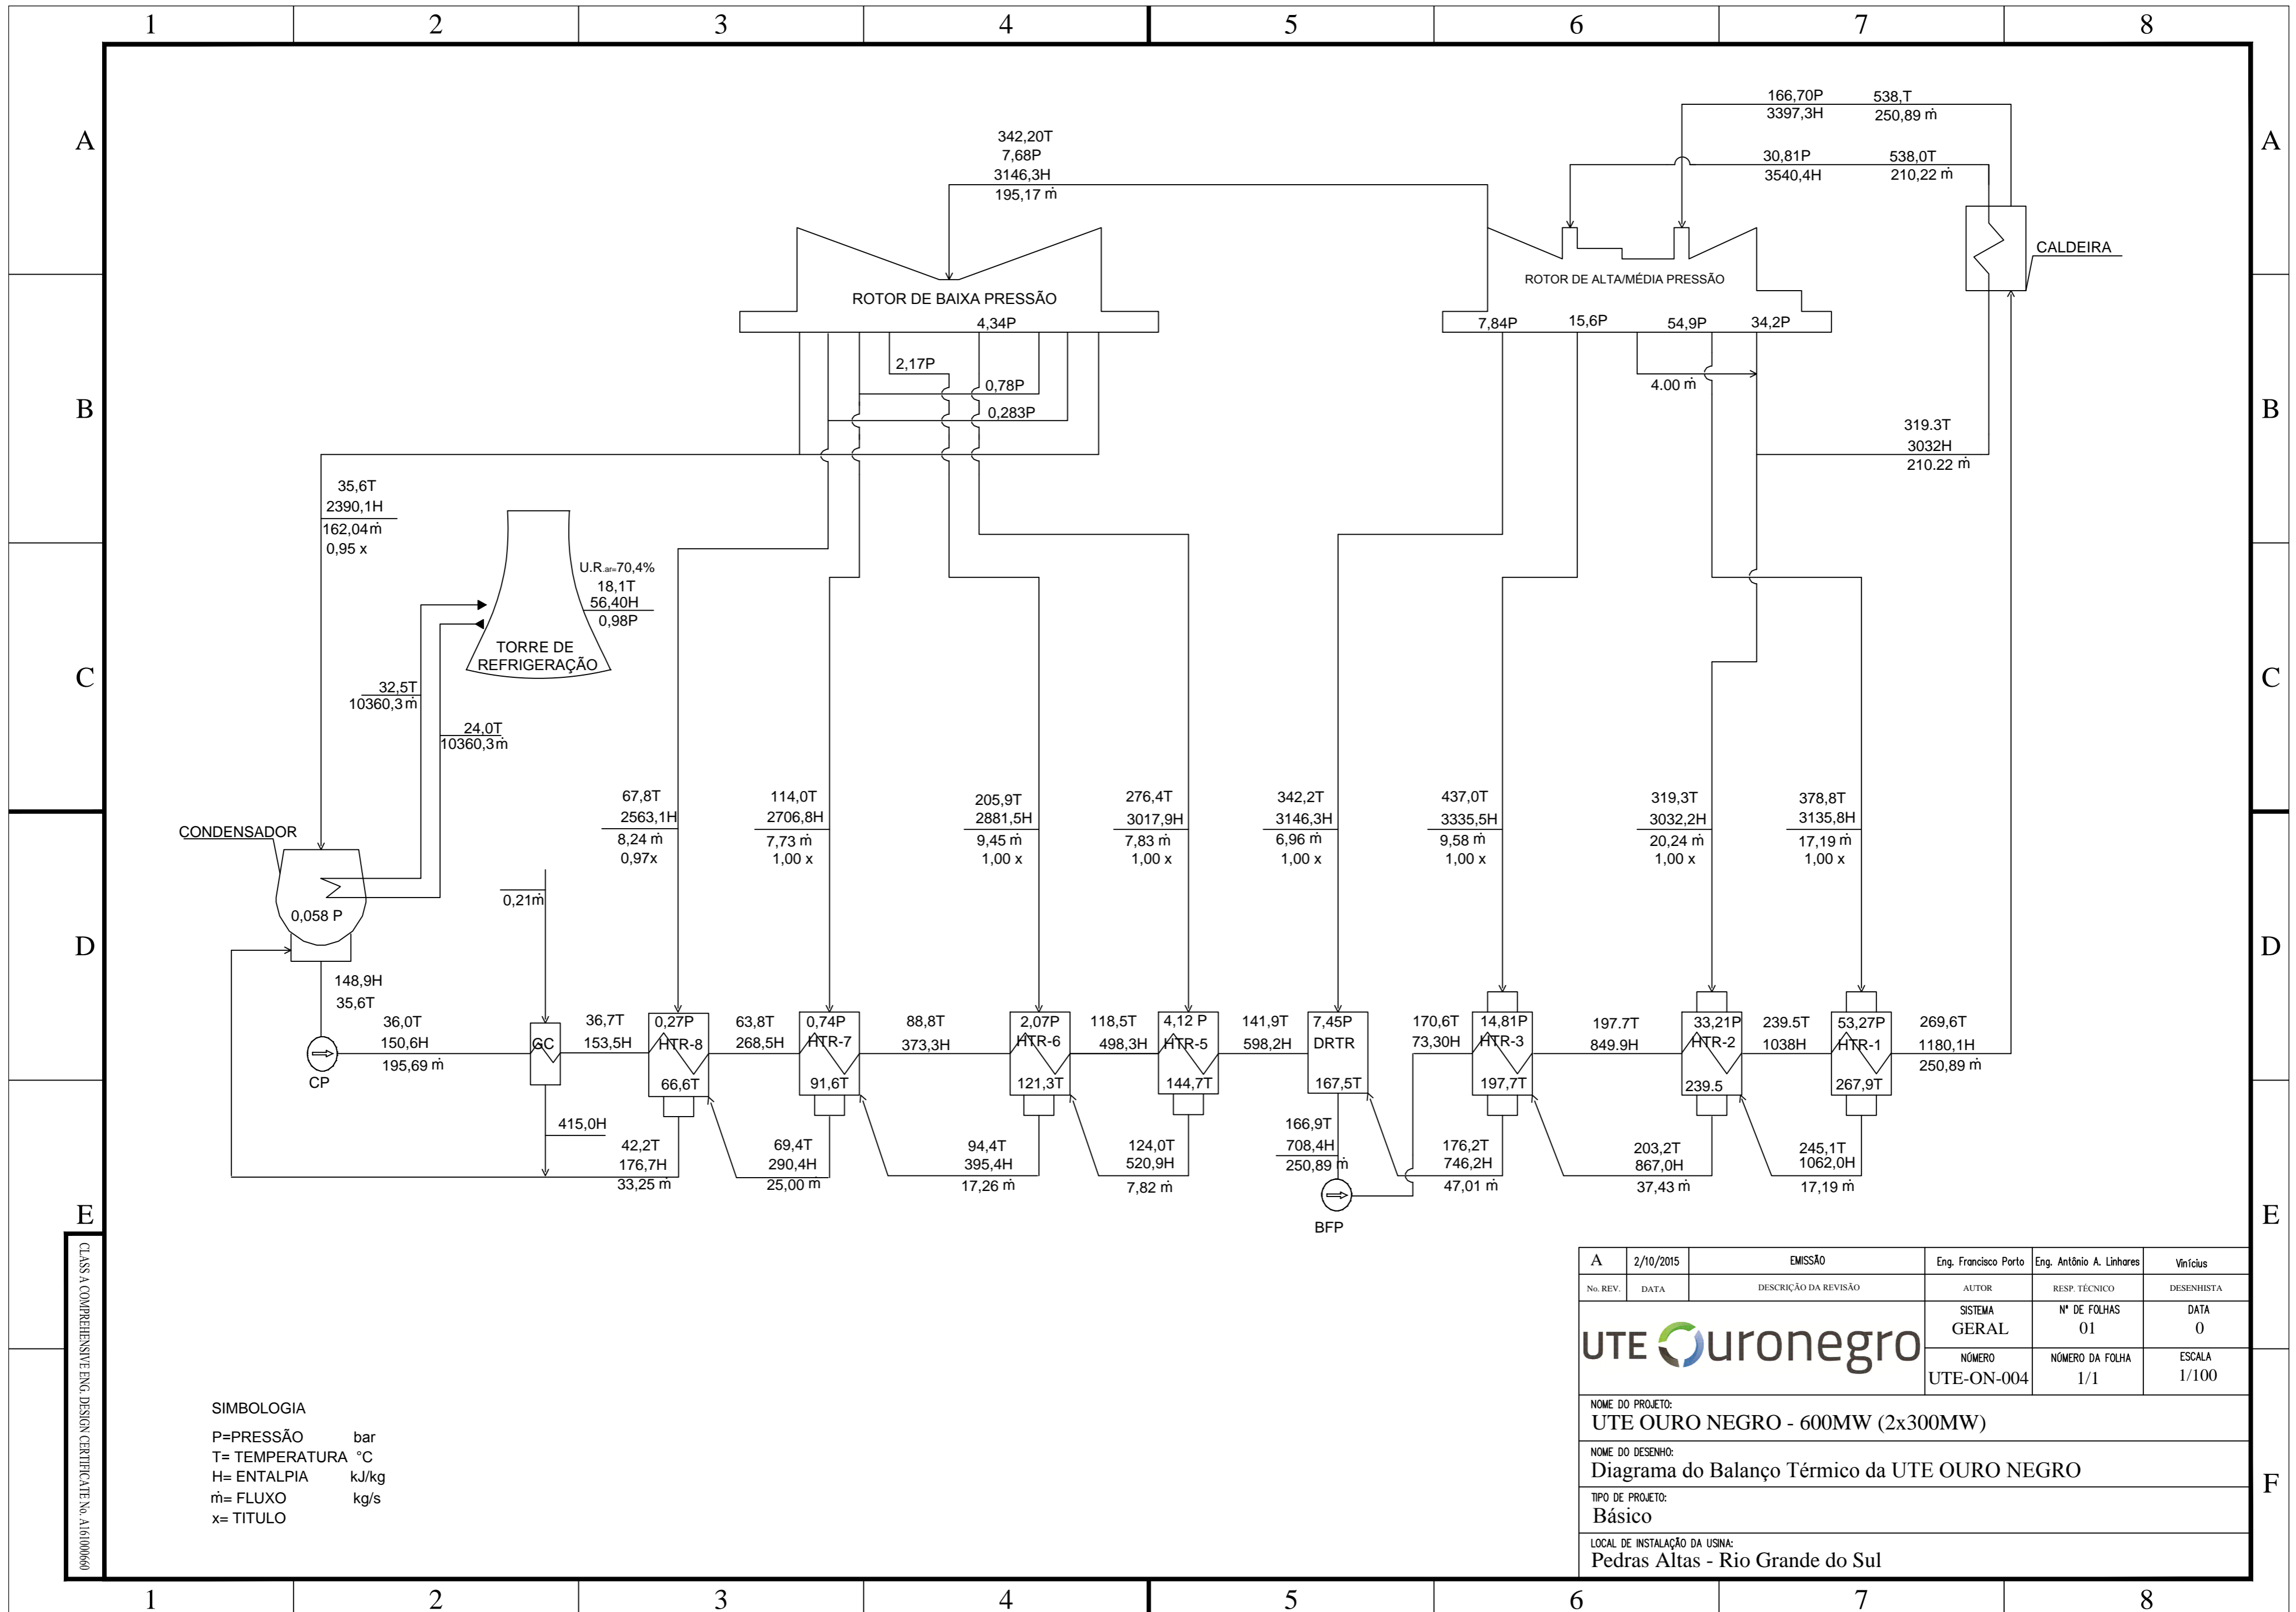 1 2 3 4 5 6 7 8
A
A
B
B
C
C
D
D
E
E
F
166,70P 538,T
3397,3H 250,89 ṁ
30,81P 538,0T
3540,4H 210,22 ṁ
CALDEIRA
342,20T
7,68P
3146,3H
195,17 ṁ
ROTOR DE BAIXA PRESSÃO
4,34P
2,17P
0,78P
0,283P
ROTOR DE ALTA/MÉDIA PRESSÃO
7,84P 15,6P 54,9P 34,2P
4.00 ṁ
319.3T
3032H
210.22 ṁ
35,6T
2390,1H
162,04ṁ
0,95 x
U.R.ar=70,4%
18,1T
56,40H
0,98P
TORRE DE
REFRIGERAÇÃO
32,5T
10360,3 ṁ
24,0T
10360,3ṁ
67,8T
2563,1H
8,24 ṁ
0,97x
114,0T
2706,8H
7,73 ṁ
1,00 x
205,9T
2881,5H
9,45 ṁ
1,00 x
276,4T
3017,9H
7,83 ṁ
1,00 x
342,2T
3146,3H
6,96 ṁ
1,00 x
437,0T
3335,5H
9,58 ṁ
1,00 x
319,3T
3032,2H
20,24 ṁ
1,00 x
378,8T
3135,8H
17,19 ṁ
1,00 x
CONDENSADOR
0,058 P
148,9H
35,6T
CP
36,0T
150,6H
195,69 ṁ
0,21ṁ
GC
415,0H
36,7T
153,5H
0,27P
HTR-8
66,6T
42,2T
176,7H
33,25 ṁ
63,8T
268,5H
0,74P
HTR-7
91,6T
69,4T
290,4H
25,00 ṁ
88,8T
373,3H
2,07P
HTR-6
121,3T
94,4T
395,4H
17,26 ṁ
118,5T
498,3H
4,12 P
HTR-5
144,7T
124,0T
520,9H
7,82 ṁ
141,9T
598,2H
7,45P
DRTR
167,5T
166,9T
708,4H
250,89 ṁ
BFP
170,6T
73,30H
14,81P
HTR-3
197,7T
176,2T
746,2H
47,01 ṁ
197.7T
849.9H
33,21P
HTR-2
239.5
203,2T
867,0H
37,43 ṁ
239.5T
1038H
53,27P
HTR-1
267,9T
245,1T
1062,0H
17,19 ṁ
269,6T
1180,1H
250,89 ṁ
SIMBOLOGIA
P=PRESSÃO bar
T= TEMPERATURA °C
H= ENTALPIA kJ/kg
ṁ= FLUXO kg/s
x= TITULO
CLASS A COMPREHENSIVE ENG. DESIGN CERTIFICATE No. A161000660
A 2/10/2015 EMISSÃO Eng. Francisco Porto Eng. Antônio A. Linhares Vinícius
No. REV. DATA DESCRIÇÃO DA REVISÃO AUTOR RESP. TÉCNICO DESENHISTA
UTE Ouronegro
SISTEMA Nº DE FOLHAS DATA
GERAL 01 0
NÚMERO NÚMERO DA FOLHA ESCALA
UTE-ON-004 1/1 1/100
NOME DO PROJETO:
UTE OURO NEGRO - 600MW (2x300MW)
NOME DO DESENHO:
Diagrama do Balanço Térmico da UTE OURO NEGRO
TIPO DE PROJETO:
Básico
LOCAL DE INSTALAÇÃO DA USINA:
Pedras Altas - Rio Grande do Sul
1 2 3 4 5 6 7 8